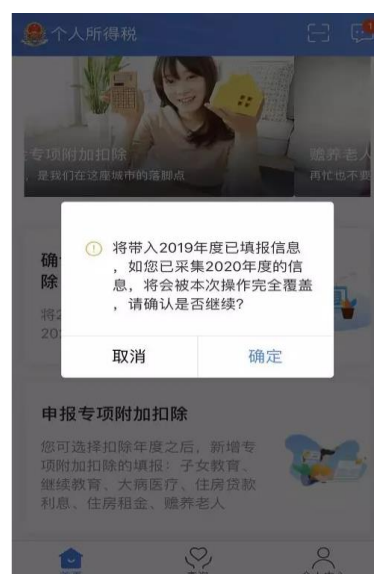 个人所得税
1
专项附加扣除
, 是我们在这座城市的落脚点
赡养老人
再忙也不要
将带入2019年度已填报信息
, 如您已采集2020年度的信
息, 将会被本次操作完全覆盖
, 请确认是否继续?
确
除
将2
20
取消
确定
申报专项附加扣除
您可选择扣除年度之后, 新增专
项附加扣除的填报: 子女教育、
继续教育、大病医疗、住房贷款
利息、住房租金、赡养老人